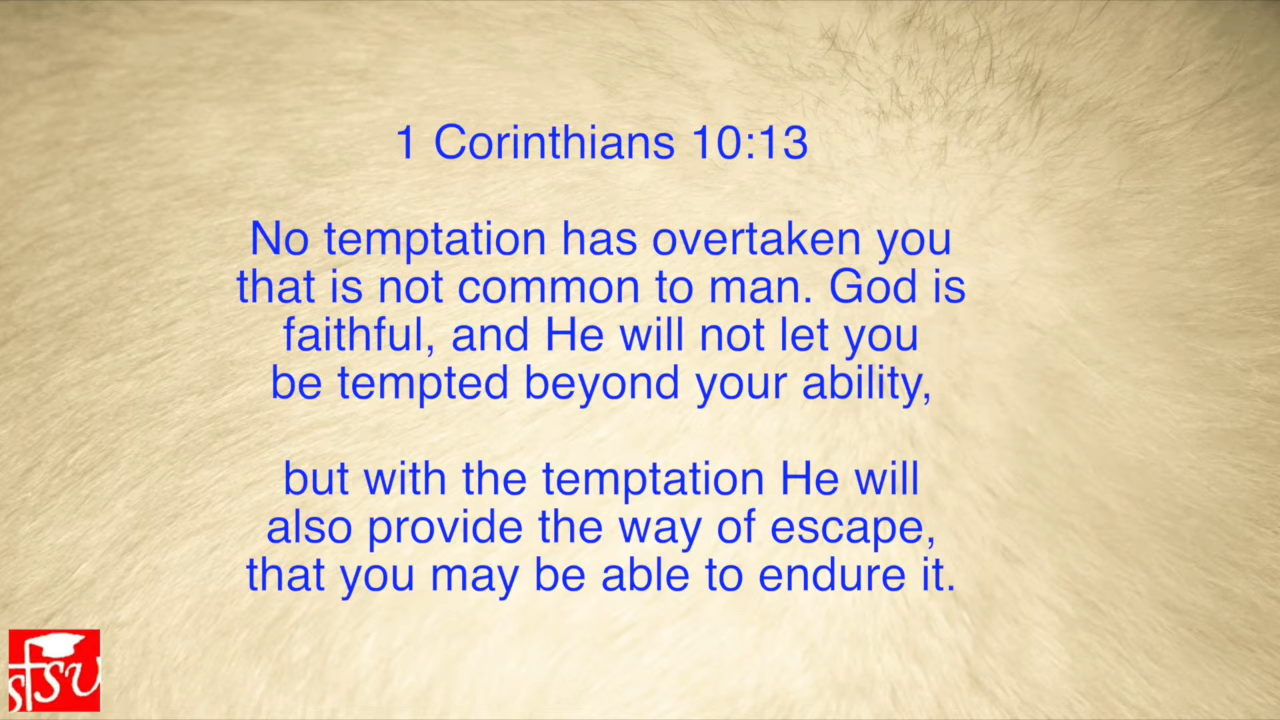 1 Corinthians 10:13
No temptation has overtaken you
that is not common to man. God is
faithful, and He will not let you
be tempted beyond your ability,
but with the temptation He will
also provide the way of escape,
that you may be able to endure it.
sfsu